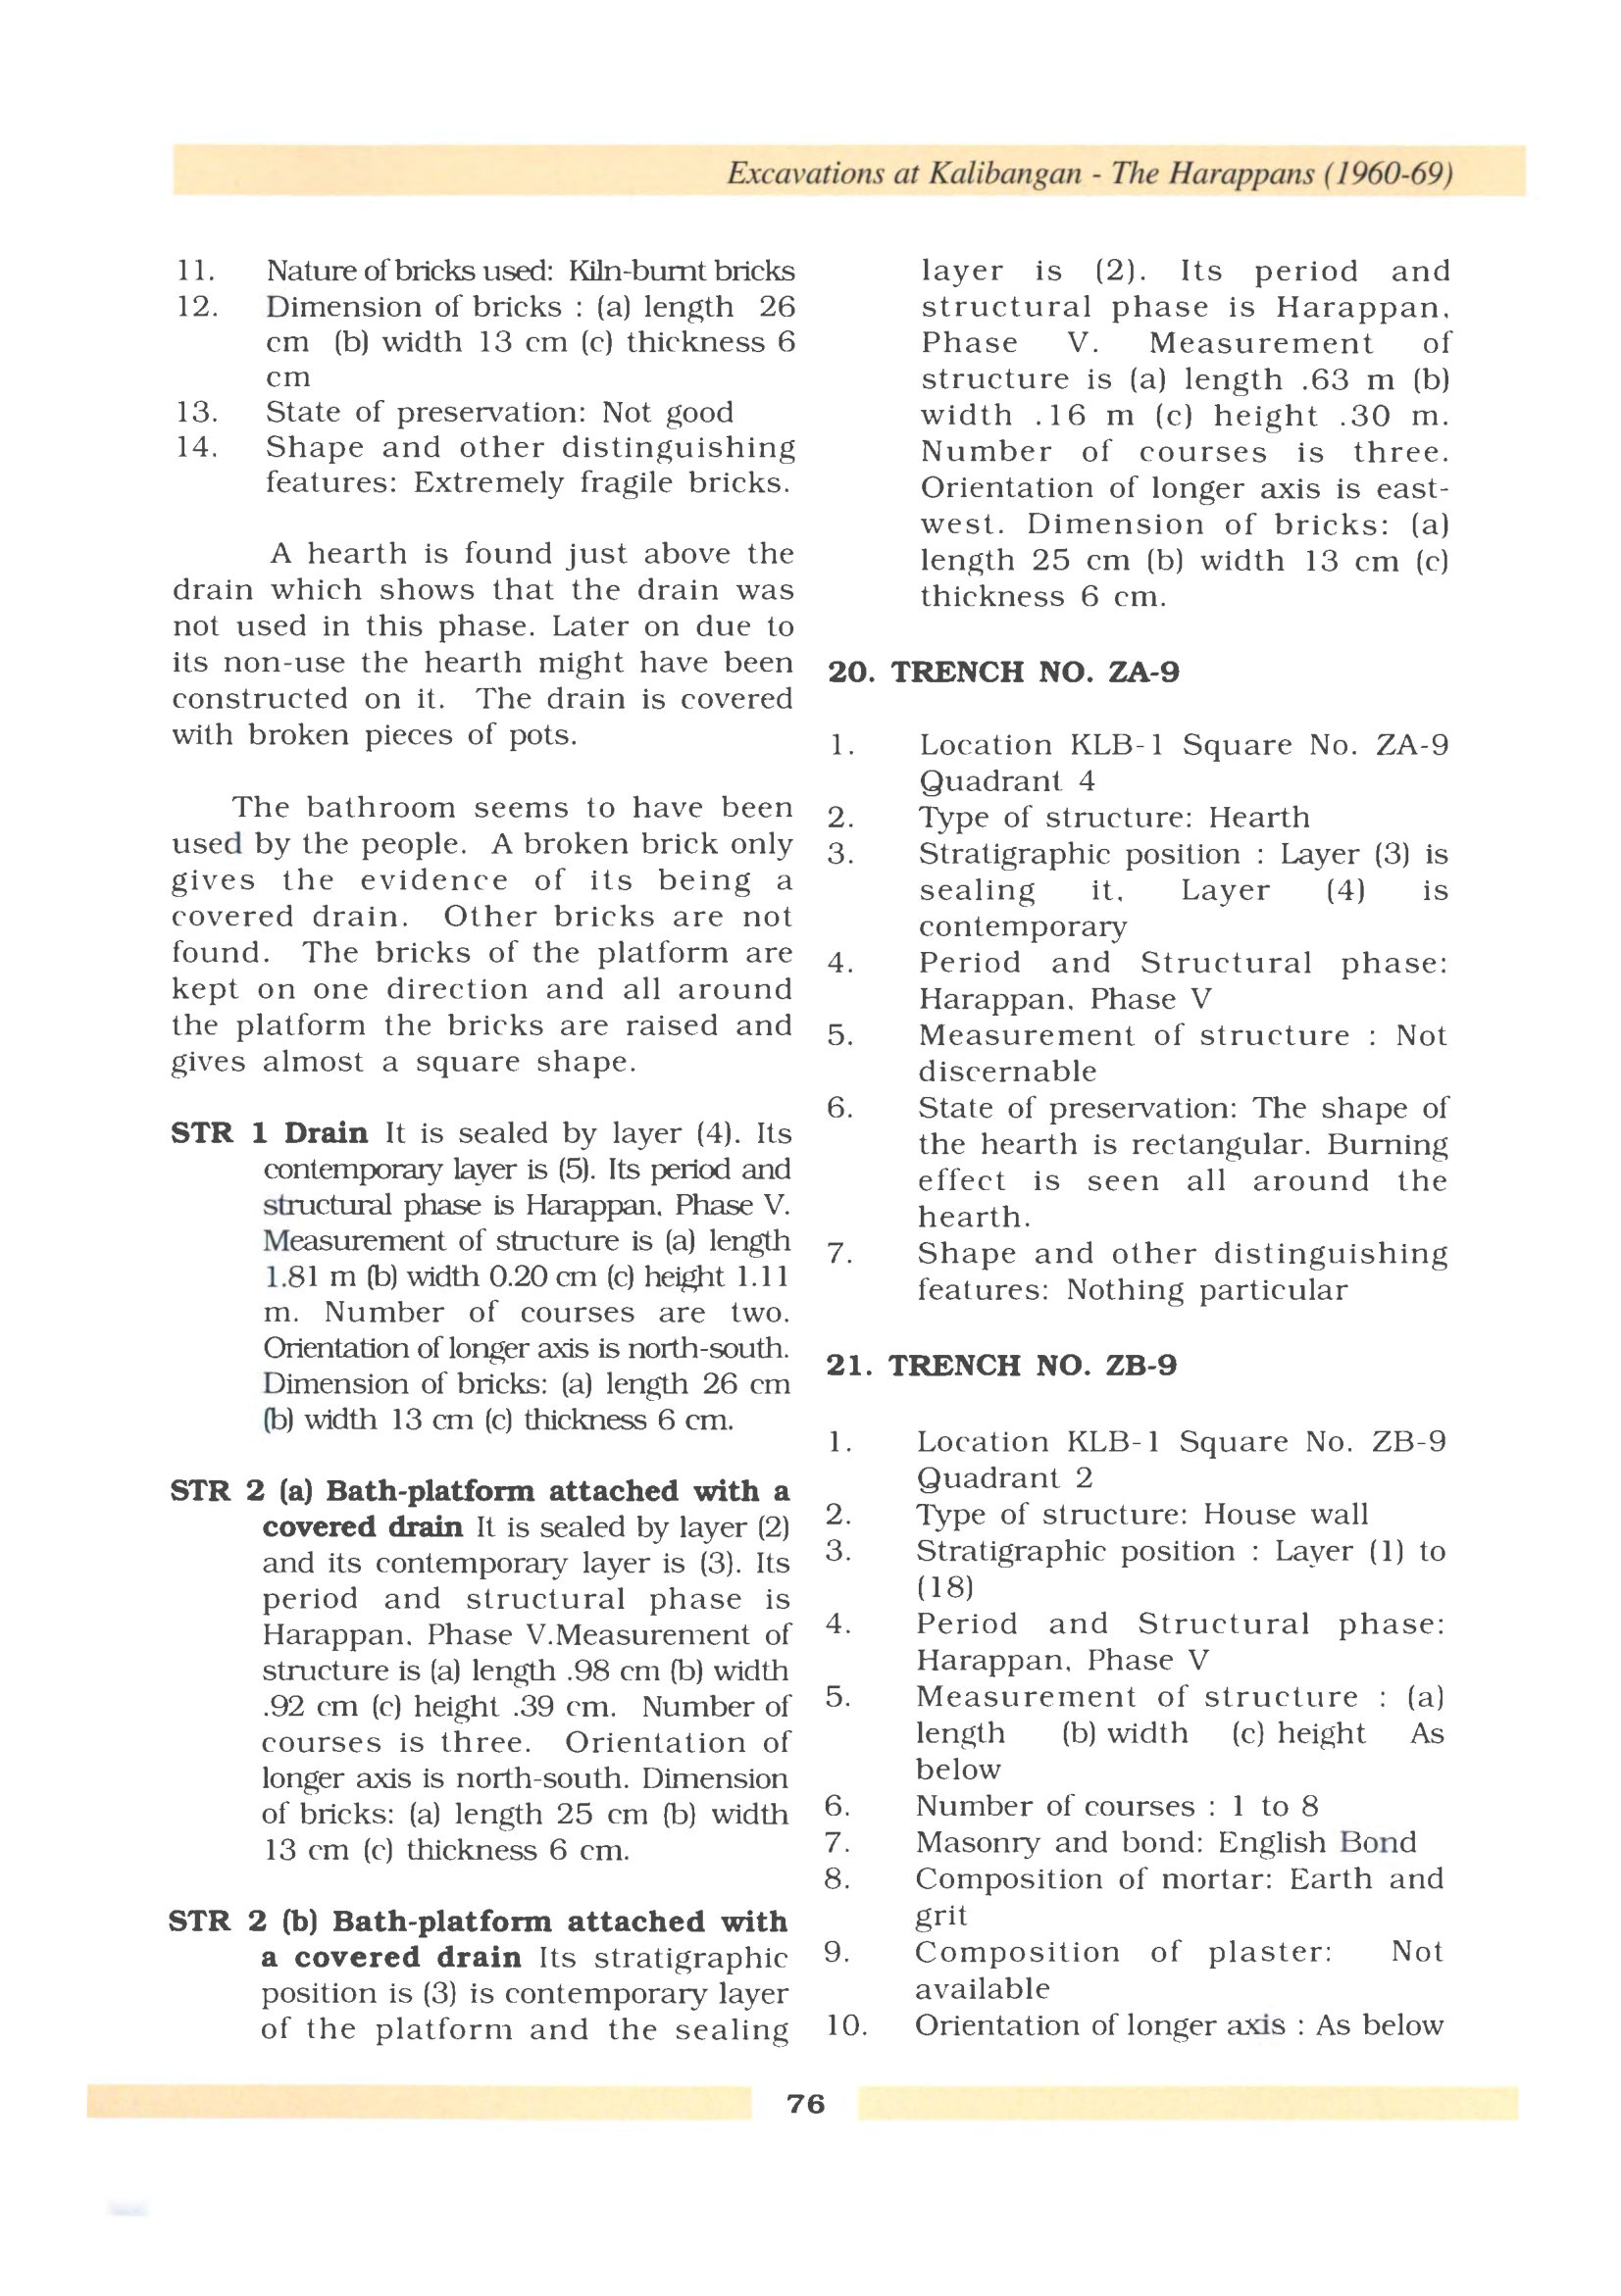 Excavations at Kalibangan - The Harappans (1960-69)
11. Nature of bricks used: Kiln-burnt bricks
12. Dimension of bricks : (a) length 26
cm (b) width 13 cm (c) thickness 6
cm
13. State of preservation: Not good
14. Shape and other distinguishing
features: Extremely fragile bricks.
A hearth is found just above the
drain which shows that the drain was
not used in this phase. Later on due to
its non-use the hearth might have been
constructed on it. The drain is covered
with broken pieces of pots.
The bathroom seems to have been
used by the people. A broken brick only
gives the evidence of its being a
covered drain. Other bricks are not
found. The bricks of the platform are
kept on one direction and all around
the platform the bricks are raised and
gives almost a square shape.
STR 1 Drain It is sealed by layer (4). Its
contemporary layer is (5). Its period and
structural phase is Harappan, Phase V.
Measurement of structure is (a) length
1.81 m (b) width 0.20 cm (c) height 1.11
m. Number of courses are two.
Orientation of longer axis is north-south.
Dimension of bricks: (a) length 26 cm
(b) width 13 cm (c) thickness 6 cm.
STR 2 (a) Bath-platform attached with a
covered drain It is sealed by layer (2)
and its contemporary layer is (3). Its
period and structural phase is
Harappan, Phase V.Measurement of
structure is (a) length .98 cm (b) width
.92 cm (c) height .39 cm. Number of
courses is three. Orientation of
longer axis is north-south. Dimension
of bricks: (a) length 25 cm (b) width
13 cm (c) thickness 6 cm.
STR 2 (b) Bath-platform attached with
a covered drain Its stratigraphic
position is (3) is contemporary layer
of the platform and the sealing
layer is (2). Its period and
structural phase is Harappan,
Phase V. Measurement of
structure is (a) length .63 m (b)
width .16 m (c) height .30 m.
Number of courses is three.
Orientation of longer axis is east-
west. Dimension of bricks: (a)
length 25 cm (b) width 13 cm (c)
thickness 6 cm.
20. TRENCH NO. ZA-9
1. Location KLB-1 Square No. ZA-9
Quadrant 4
2. Type of structure: Hearth
3. Stratigraphic position : Layer (3) is
sealing it, Layer (4) is
contemporary
4. Period and Structural phase:
Harappan, Phase V
5. Measurement of structure : Not
discernable
6. State of preservation: The shape of
the hearth is rectangular. Burning
effect is seen all around the
hearth.
7. Shape and other distinguishing
features: Nothing particular
21. TRENCH NO. ZB-9
1. Location KLB-1 Square No. ZB-9
Quadrant 2
2. Type of structure: House wall
3. Stratigraphic position : Layer (1) to
(18)
4. Period and Structural phase:
Harappan, Phase V
5. Measurement of structure : (a)
length (b) width (c) height As
below
6. Number of courses : 1 to 8
7. Masonry and bond: English Bond
8. Composition of mortar: Earth and
grit
9. Composition of plaster: Not
available
10. Orientation of longer axis : As below
76